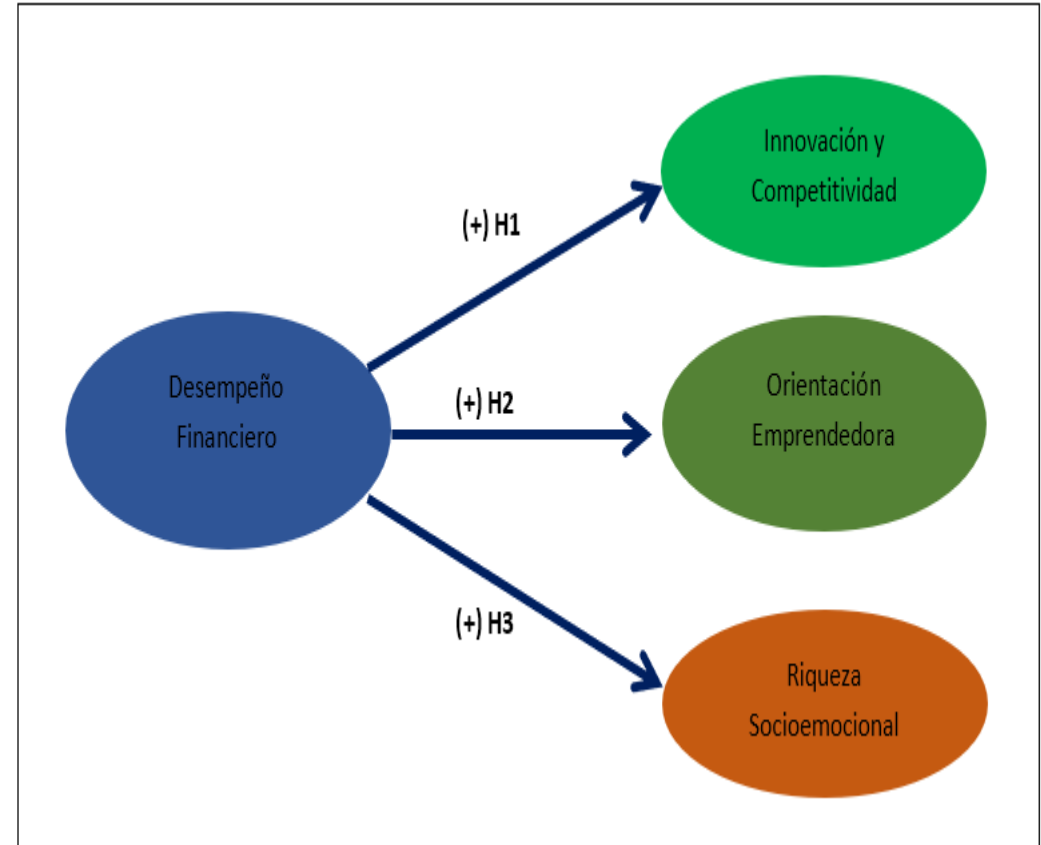 Innovación y
Competitividad
(+) H1
Desempeño
Financiero
(+) H2
Orientación
Emprendedora
(+) H3
Riqueza
Socioemocional